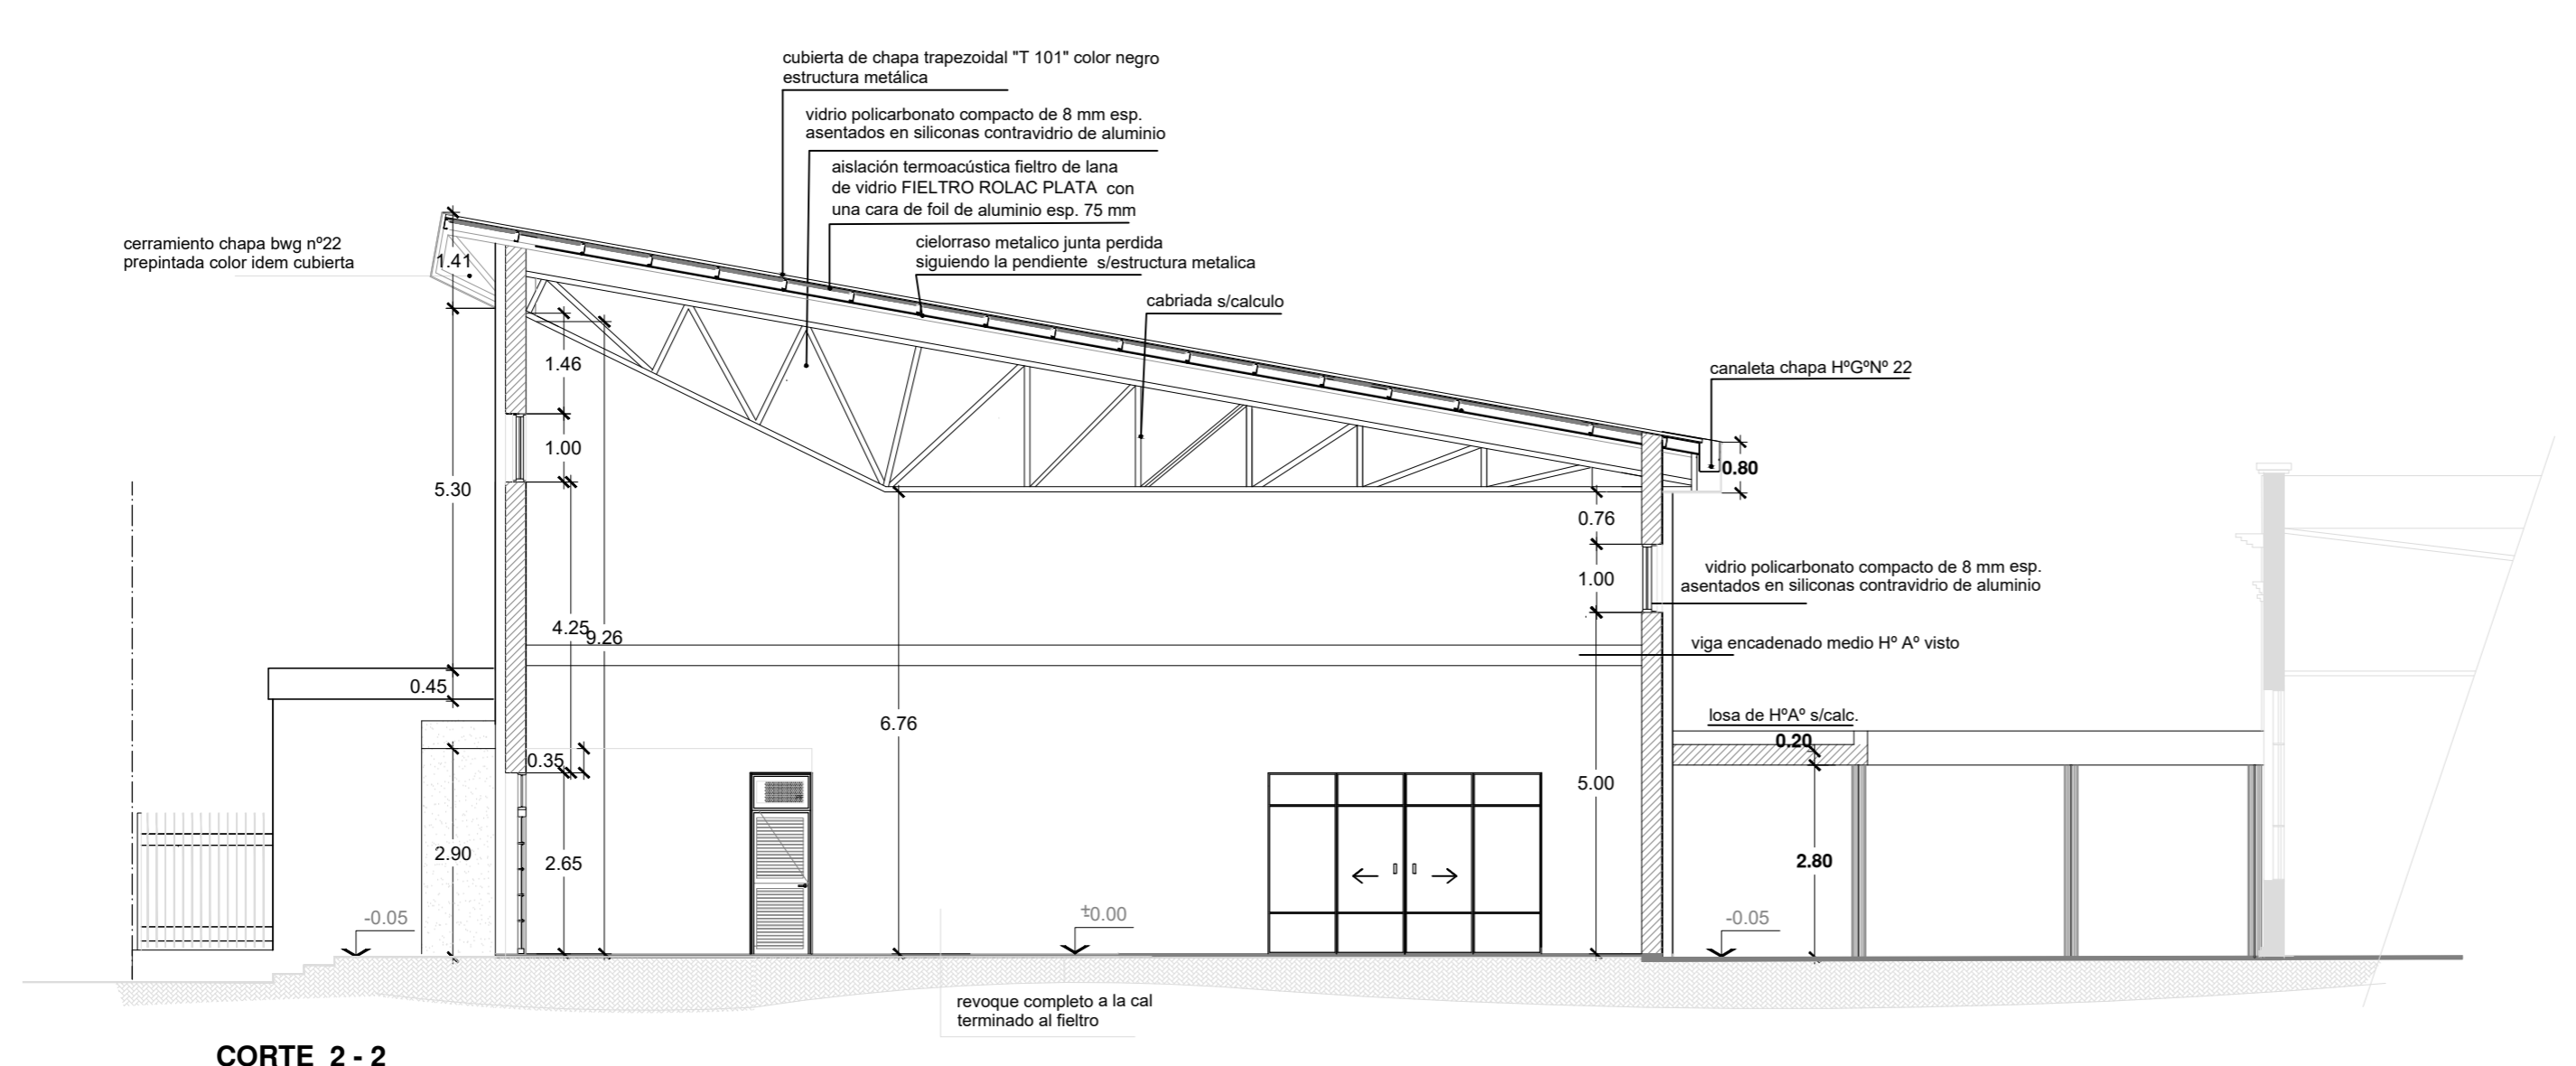 cubierta de chapa trapezoidal "T 101" color negro
estructura metálica
vidrio policarbonato compacto de 8 mm esp.
asentados en siliconas contravidrio de aluminio
aislación termoacústica fieltro de lana
de vidrio FIELTRO ROLAC PLATA con
una cara de foil de aluminio esp. 75 mm
cerramiento chapa bwg nº22
prepintada color idem cubierta
cielorraso metalico junta perdida
siguiendo la pendiente s/estructura metalica
1.41
cabriada s/calculo
1.46
canaleta chapa HºGºNº 22
1.00
0.80
5.30
0.76
1.00
vidrio policarbonato compacto de 8 mm esp.
asentados en siliconas contravidrio de aluminio
4.25
9.26
viga encadenado medio Hº Aº visto
0.45
6.76
losa de HºAº s/calc.
0.20
0.35
5.00
2.90
2.65
2.80
-0.05
±0.00
-0.05
revoque completo a la cal
terminado al fieltro
CORTE 2 - 2